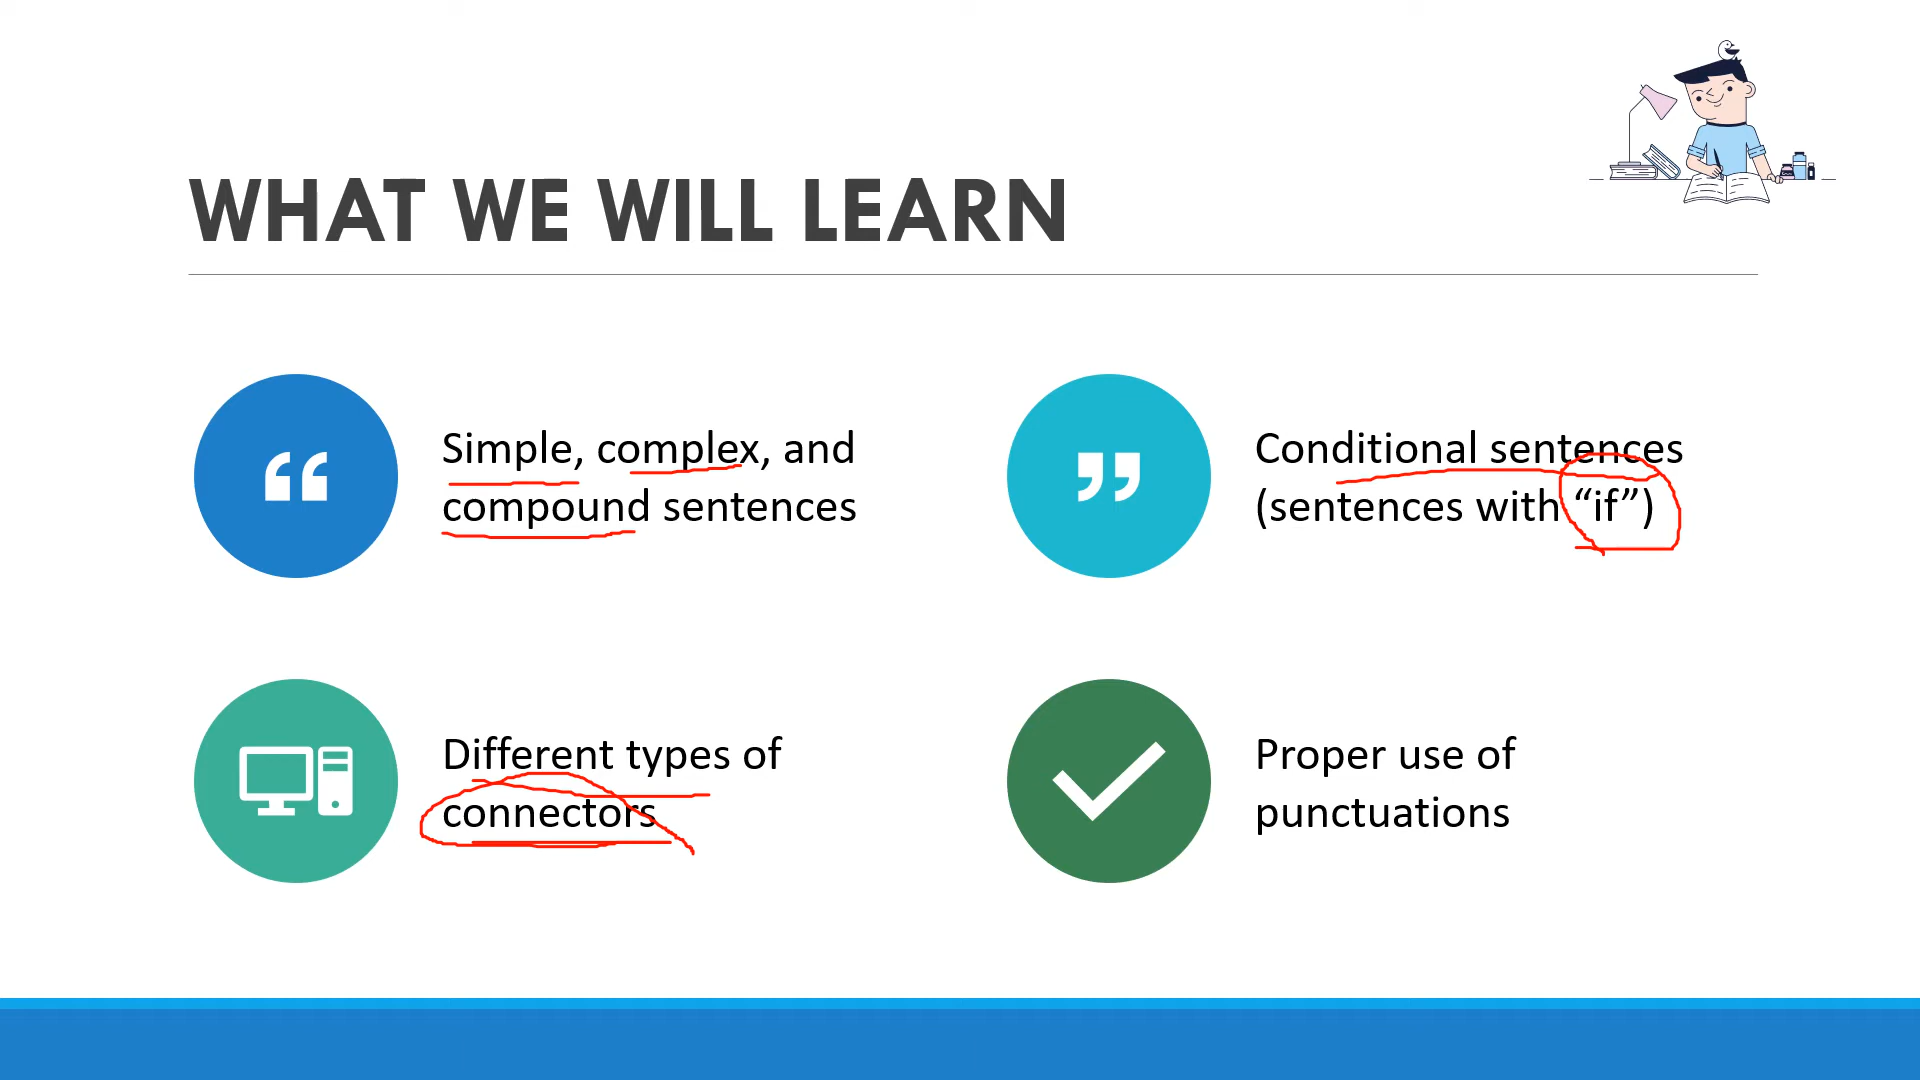 WHAT WE WILL LEARN
Simple, complex, and
compound sentences
Conditional sentences
(sentences with “if”)
Different types of
connectors
Proper use of
punctuations